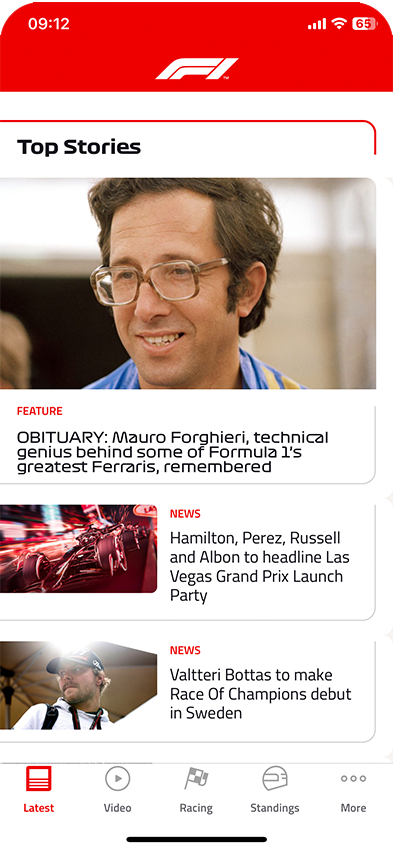 09:12
65
F1
Top Stories
FEATURE
OBITUARY: Mauro Forghieri, technical
genius behind some of Formula 1's
greatest Ferraris, remembered
NEWS
Hamilton, Perez, Russell
and Albon to headline Las
Vegas Grand Prix Launch
Party
NEWS
Valtteri Bottas to make
Race Of Champions debut
in Sweden
Latest
Video
Racing
Standings
More